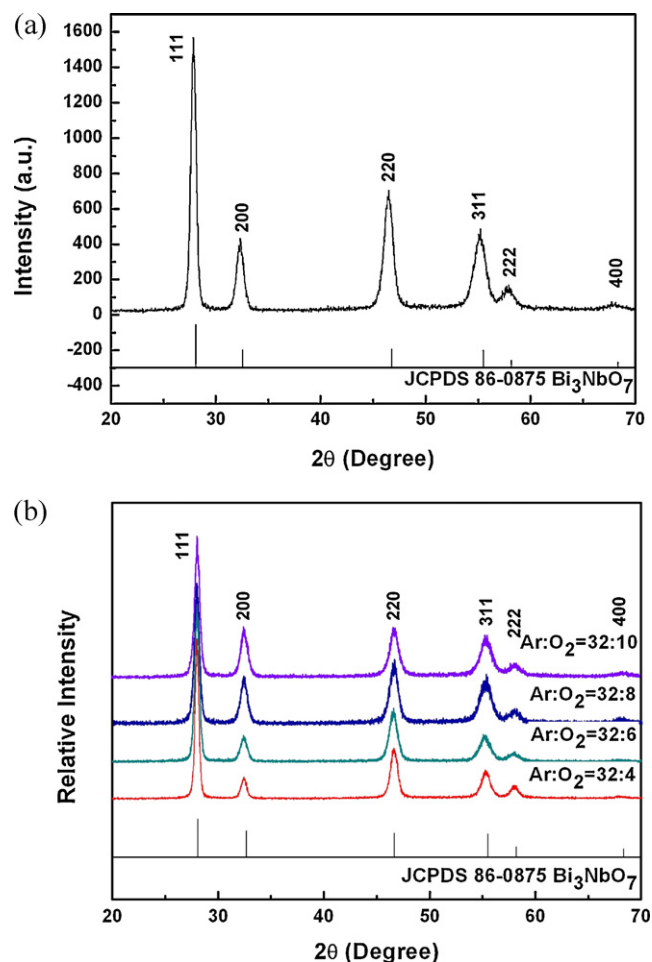 (a)
1600
1400
1200
1000
800
600
400
200
0
-200
-400
Intensity (a.u.)
111
200
220
311
222
400
JCPDS 86-0875 Bi₃NbO₇
20 30 40 50 60 70
2θ (Degree)
(b)
Relative Intensity
111
200
220
311
222
400
Ar:O₂=32:10
Ar:O₂=32:8
Ar:O₂=32:6
Ar:O₂=32:4
JCPDS 86-0875 Bi₃NbO₇
20 30 40 50 60 70
2θ (Degree)